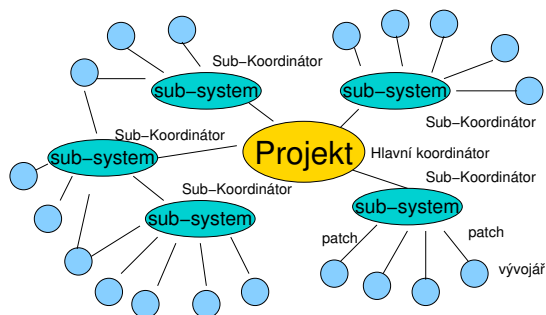 Sub-Koordinátor
sub-system
sub-system
Sub-Koordinátor
Sub-Koordinátor
sub-system
Projekt
Hlavní koordinátor
Sub-Koordinátor
Sub-Koordinátor
sub-system
sub-system
patch
patch
vývojář